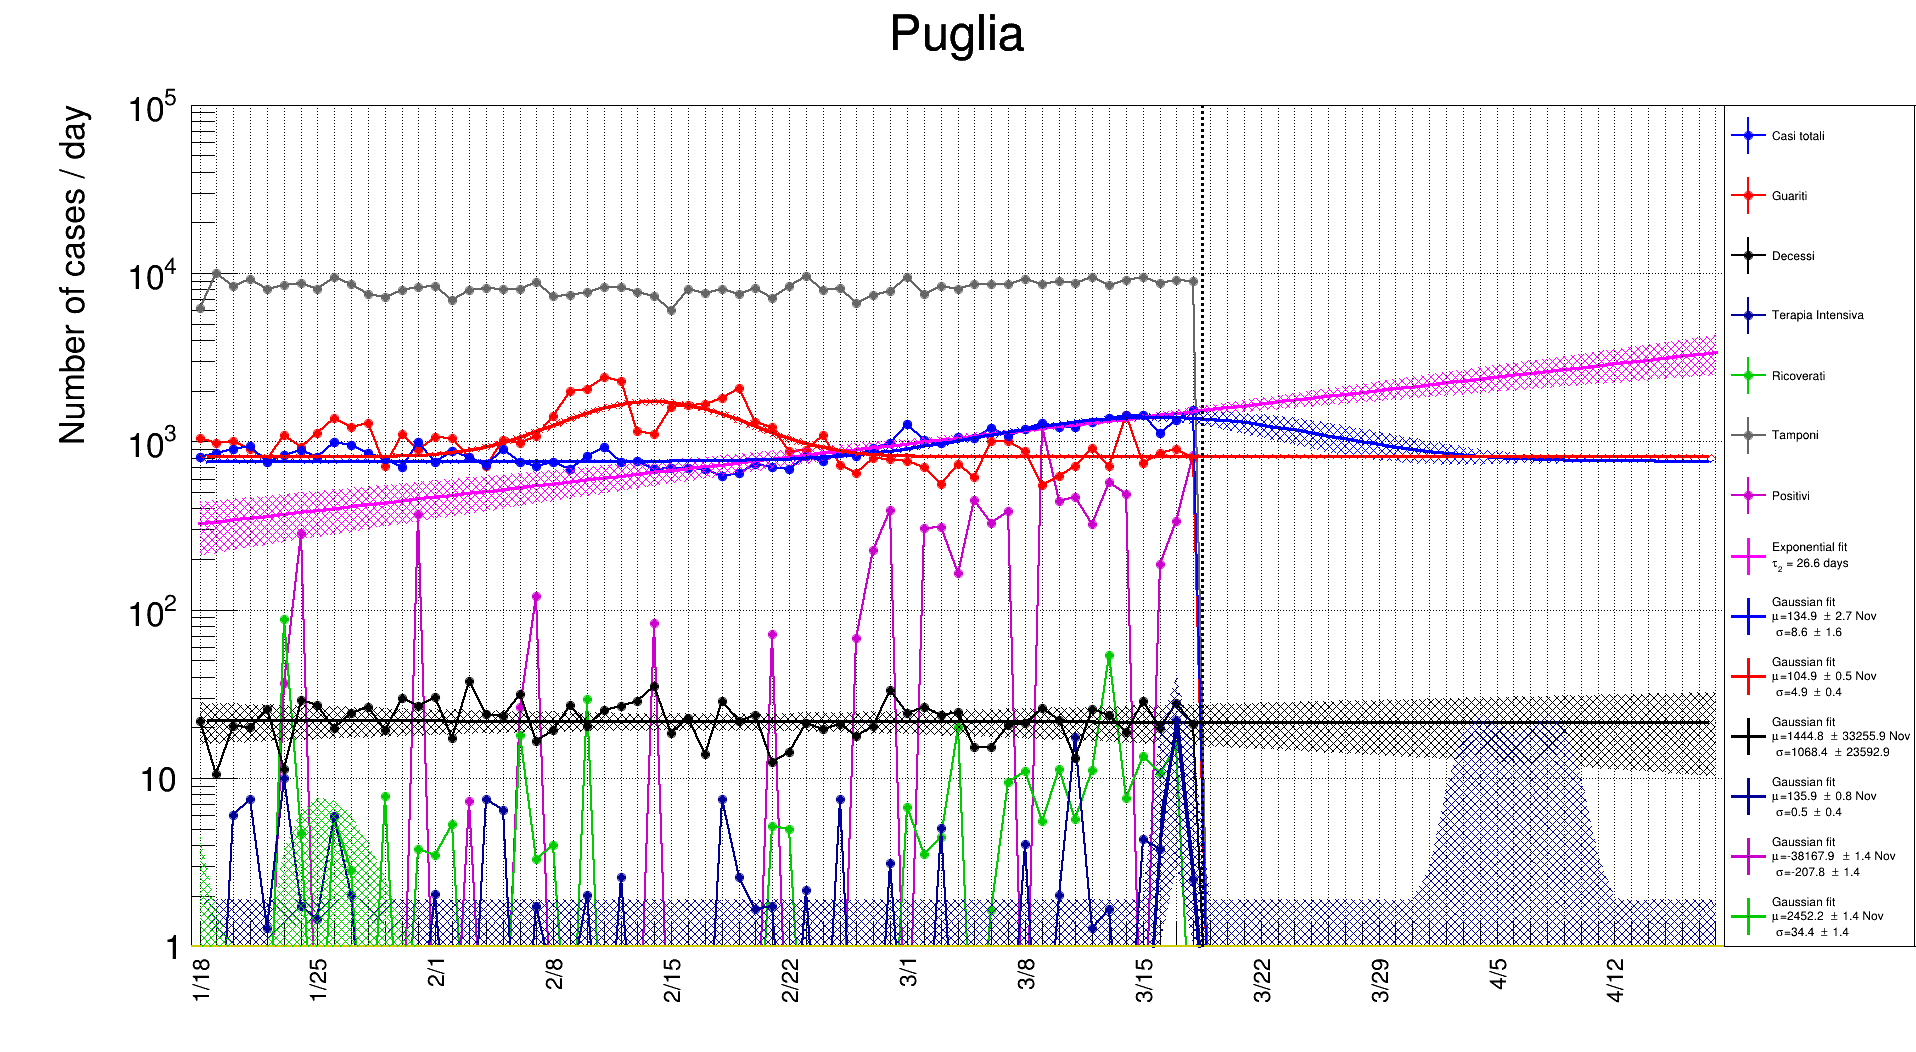 Puglia
Number of cases / day
10^5
10^4
10^3
10^2
10
1
1/18
1/25
2/1
2/8
2/15
2/22
3/1
3/8
3/15
3/22
3/29
4/5
4/12
Casi totali
Guariti
Decessi
Terapia Intensiva
Ricoverati
Tamponi
Positivi
Exponential fit
τ₂ = 26.6 days
Gaussian fit
μ=134.9 ± 2.7 Nov
σ=8.6 ± 1.6
Gaussian fit
μ=104.9 ± 0.5 Nov
σ=4.9 ± 0.4
Gaussian fit
μ=1444.8 ± 33255.9 Nov
σ=1068.4 ± 23592.9
Gaussian fit
μ=135.9 ± 0.8 Nov
σ=0.5 ± 0.4
Gaussian fit
μ=-38167.9 ± 1.4 Nov
σ=-207.8 ± 1.4
Gaussian fit
μ=2452.2 ± 1.4 Nov
σ=34.4 ± 1.4